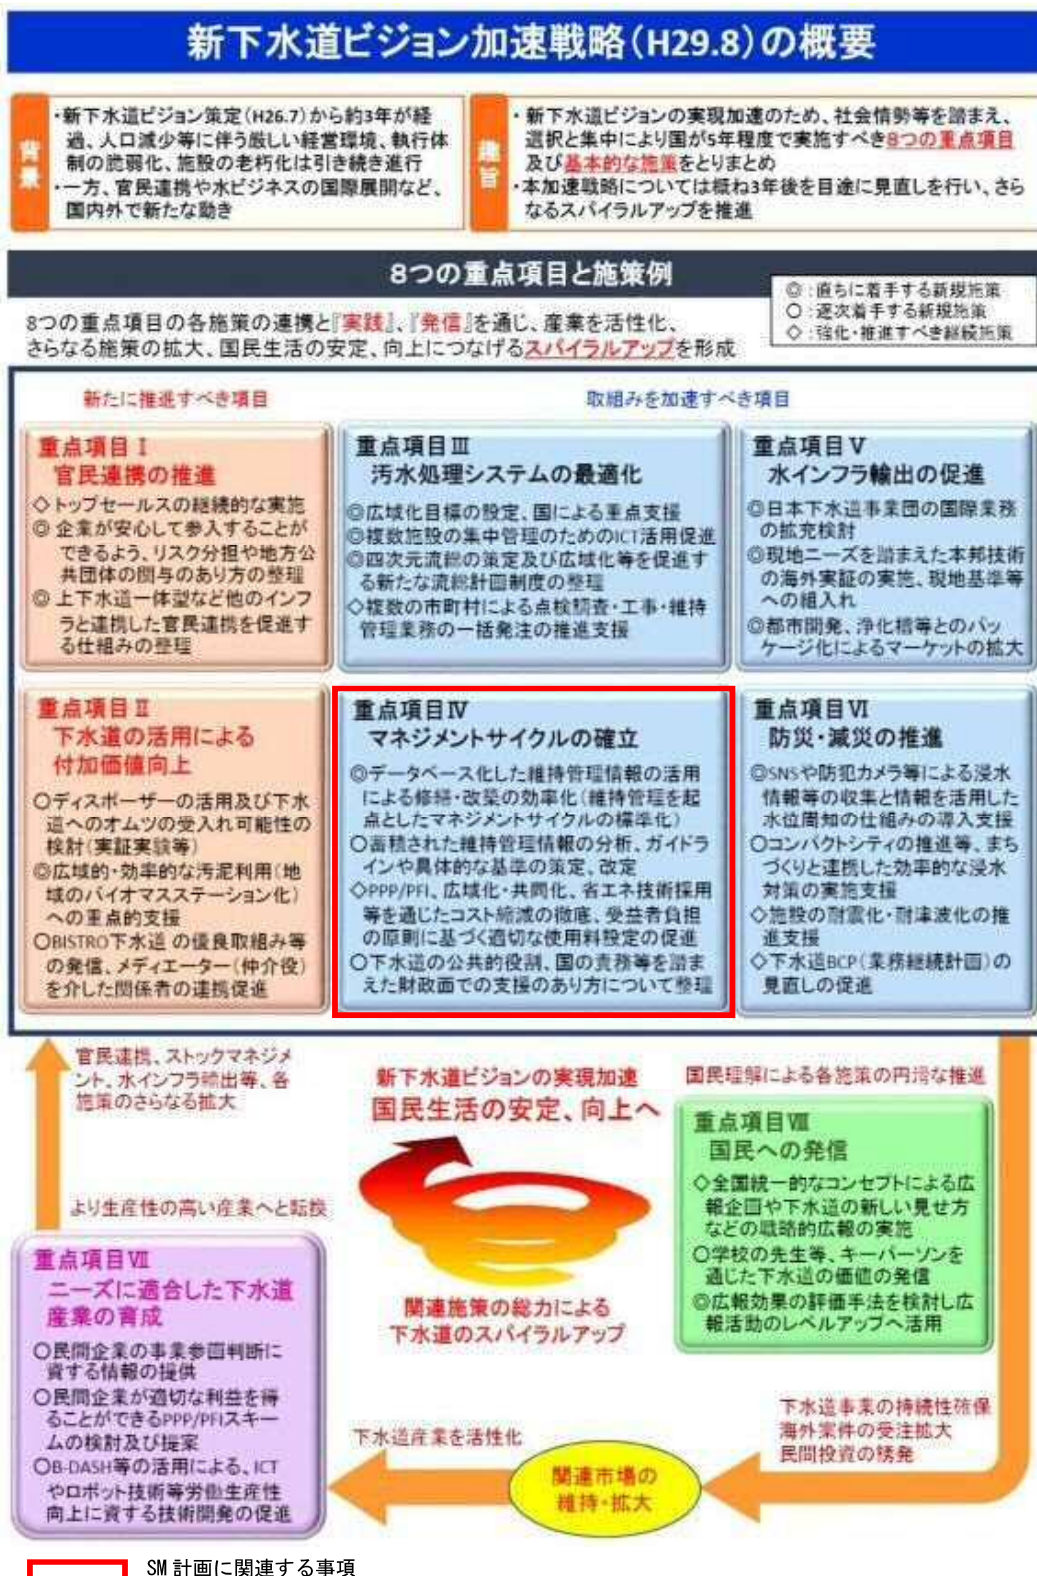 新下水道ビジョン加速戦略(H29.8)の概要
背景
・新下水道ビジョン策定(H26.7)から約3年が経
過、人口減少等に伴う厳しい経営環境、執行体
制の脆弱化、施設の老朽化は引き続き進行
・一方、官民連携や水ビジネスの国際展開など、
国内外で新たな動き
趣旨
・新下水道ビジョンの実現加速のため、社会情勢等を踏まえ、
選択と集中により国が5年程度で実施すべき8つの重点項目
及び基本的な施策をとりまとめ
・本加速戦略については概ね3年後を目途に見直しを行い、さら
なるスパイラルアップを推進
8つの重点項目と施策例
◎:直ちに着手する新規施策
○:逐次着手する新規施策
◇:強化・推進すべき継続施策
8つの重点項目の各施策の連携と『実践』、『発信』を通じ、産業を活性化、
さらなる施策の拡大、国民生活の安定、向上につなげるスパイラルアップを形成
新たに推進すべき項目
取組みを加速すべき項目
重点項目Ⅰ
官民連携の推進
◇トップセールスの継続的な実施
◎企業が安心して参入することが
できるよう、リスク分担や地方公
共団体の関与のあり方の整理
◎上下水道一体型など他のインフ
ラと連携した官民連携を促進す
る仕組みの整理
重点項目Ⅲ
汚水処理システムの最適化
◎広域化目標の設定、国による重点支援
◎複数施設の集中管理のためのICT活用促進
◎四次元流総の策定及び広域化等を促進す
る新たな流総計画制度の整理
◇複数の市町村による点検調査・工事・維持
管理業務の一括発注の推進支援
重点項目Ⅴ
水インフラ輸出の促進
◎日本下水道事業団の国際業務
の拡充検討
◎現地ニーズを踏まえた本邦技術
の海外実証の実施、現地基準等
への組入れ
◎都市開発、浄化槽等とのパッ
ケージ化によるマーケットの拡大
重点項目Ⅱ
下水道の活用による
付加価値向上
○ディスポーザーの活用及び下水
道へのオムツの受入れ可能性の
検討(実証実験等)
◎広域的・効率的な汚泥利用(地
域のバイオマスステーション化)
への重点的支援
○BISTRO下水道 の優良取組み等
の発信、メディエーター(仲介役)
を介した関係者の連携促進
重点項目Ⅳ
マネジメントサイクルの確立
◎データベース化した維持管理情報の活用
による修繕・改築の効率化(維持管理を起
点としたマネジメントサイクルの標準化)
○蓄積された維持管理情報の分析、ガイドラ
インや具体的な基準の策定、改定
◇PPP/PFI、広域化・共同化、省エネ技術採用
等を通じたコスト縮減の徹底、受益者負担
の原則に基づく適切な使用料設定の促進
○下水道の公共的役割、国の責務等を踏ま
えた財政面での支援のあり方について整理
重点項目Ⅵ
防災・減災の推進
◎SNSや防犯カメラ等による浸水
情報等の収集と情報を活用した
水位周知の仕組みの導入支援
○コンパクトシティの推進等、まち
づくりと連携した効率的な浸水
対策の実施支援
◇施設の耐震化・耐津波化の推
進支援
◇下水道BCP(業務継続計画)の
見直しの促進
官民連携、ストックマネジメ
ント、水インフラ輸出等、各
施策のさらなる拡大
新下水道ビジョンの実現加速
国民生活の安定、向上へ
国民理解による各施策の円滑な推進
重点項目Ⅷ
国民への発信
◇全国統一的なコンセプトによる広
報企画や下水道の新しい見せ方
などの戦略的広報の実施
○学校の先生等、キーパーソンを
通じた下水道の価値の発信
◎広報効果の評価手法を検討し広
報活動のレベルアップへ活用
より生産性の高い産業へと転換
重点項目Ⅶ
ニーズに適合した下水道
産業の育成
○民間企業の事業参画判断に
資する情報の提供
○民間企業が適切な利益を得
ることができるPPP/PFIスキー
ムの検討及び提案
○B-DASH等の活用による、ICT
やロボット技術等労働生産性
向上に資する技術開発の促進
関連施策の総力による
下水道のスパイラルアップ
下水道産業を活性化
関連市場の
維持・拡大
下水道事業の持続性確保
海外案件の受注拡大
民間投資の誘発
SM 計画に関連する事項